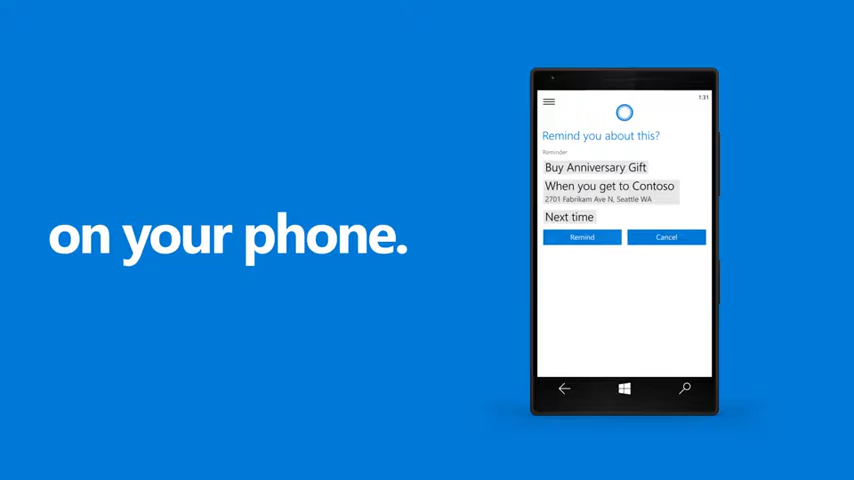 on your phone.
1:31
Remind you about this?
Reminder
Buy Anniversary Gift
When you get to Contoso
2701 Fabrikam Ave N, Seattle WA
Next time
Remind Cancel